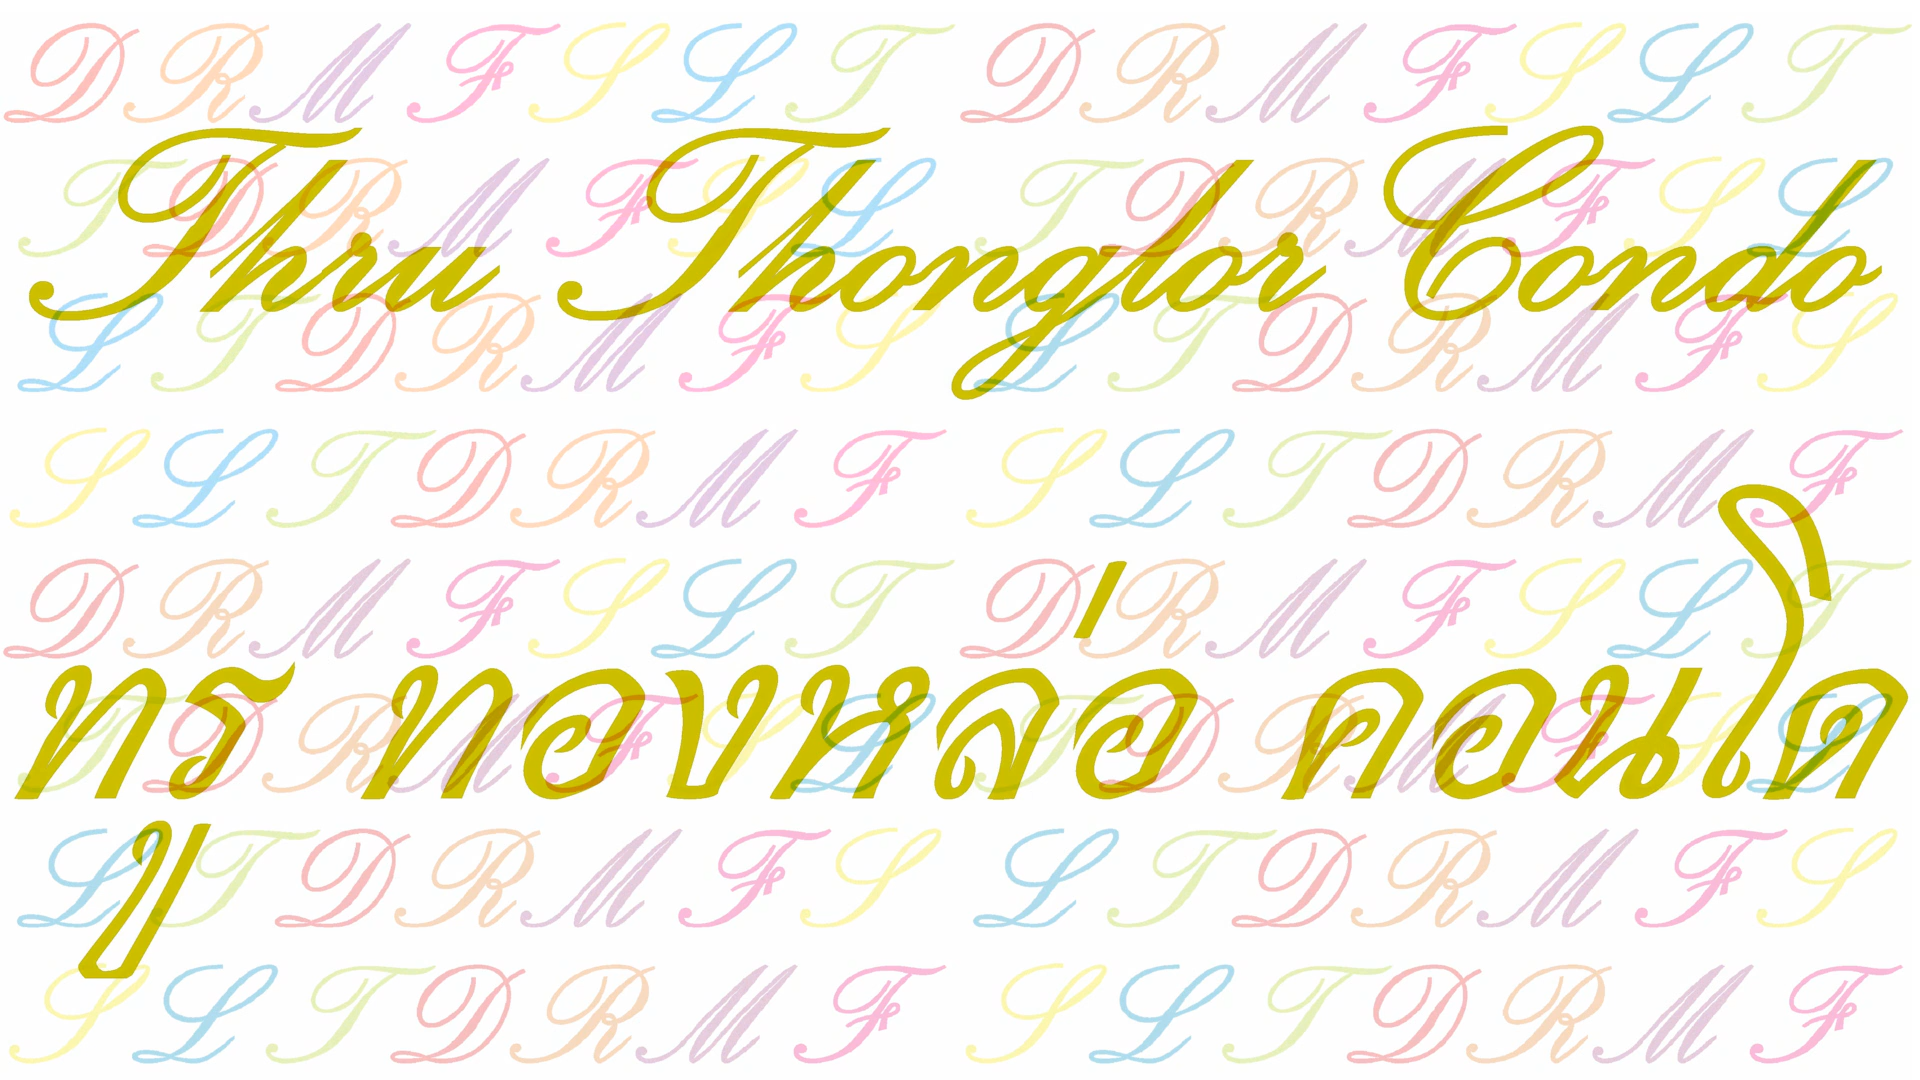 D R M F S L T D R M F S L T
Thru Thonglor Condo
T D R M F S L T D R M F S L
L T D R M F S L T D R M F S
S L T D R M F S L T D R M F
D R M F S L T D R M F S L T
ทรู ทองหล่อ คอนโด
T D R M F S L T D R M F S L
L T D R M F S L T D R M F S
S L T D R M F S L T D R M F